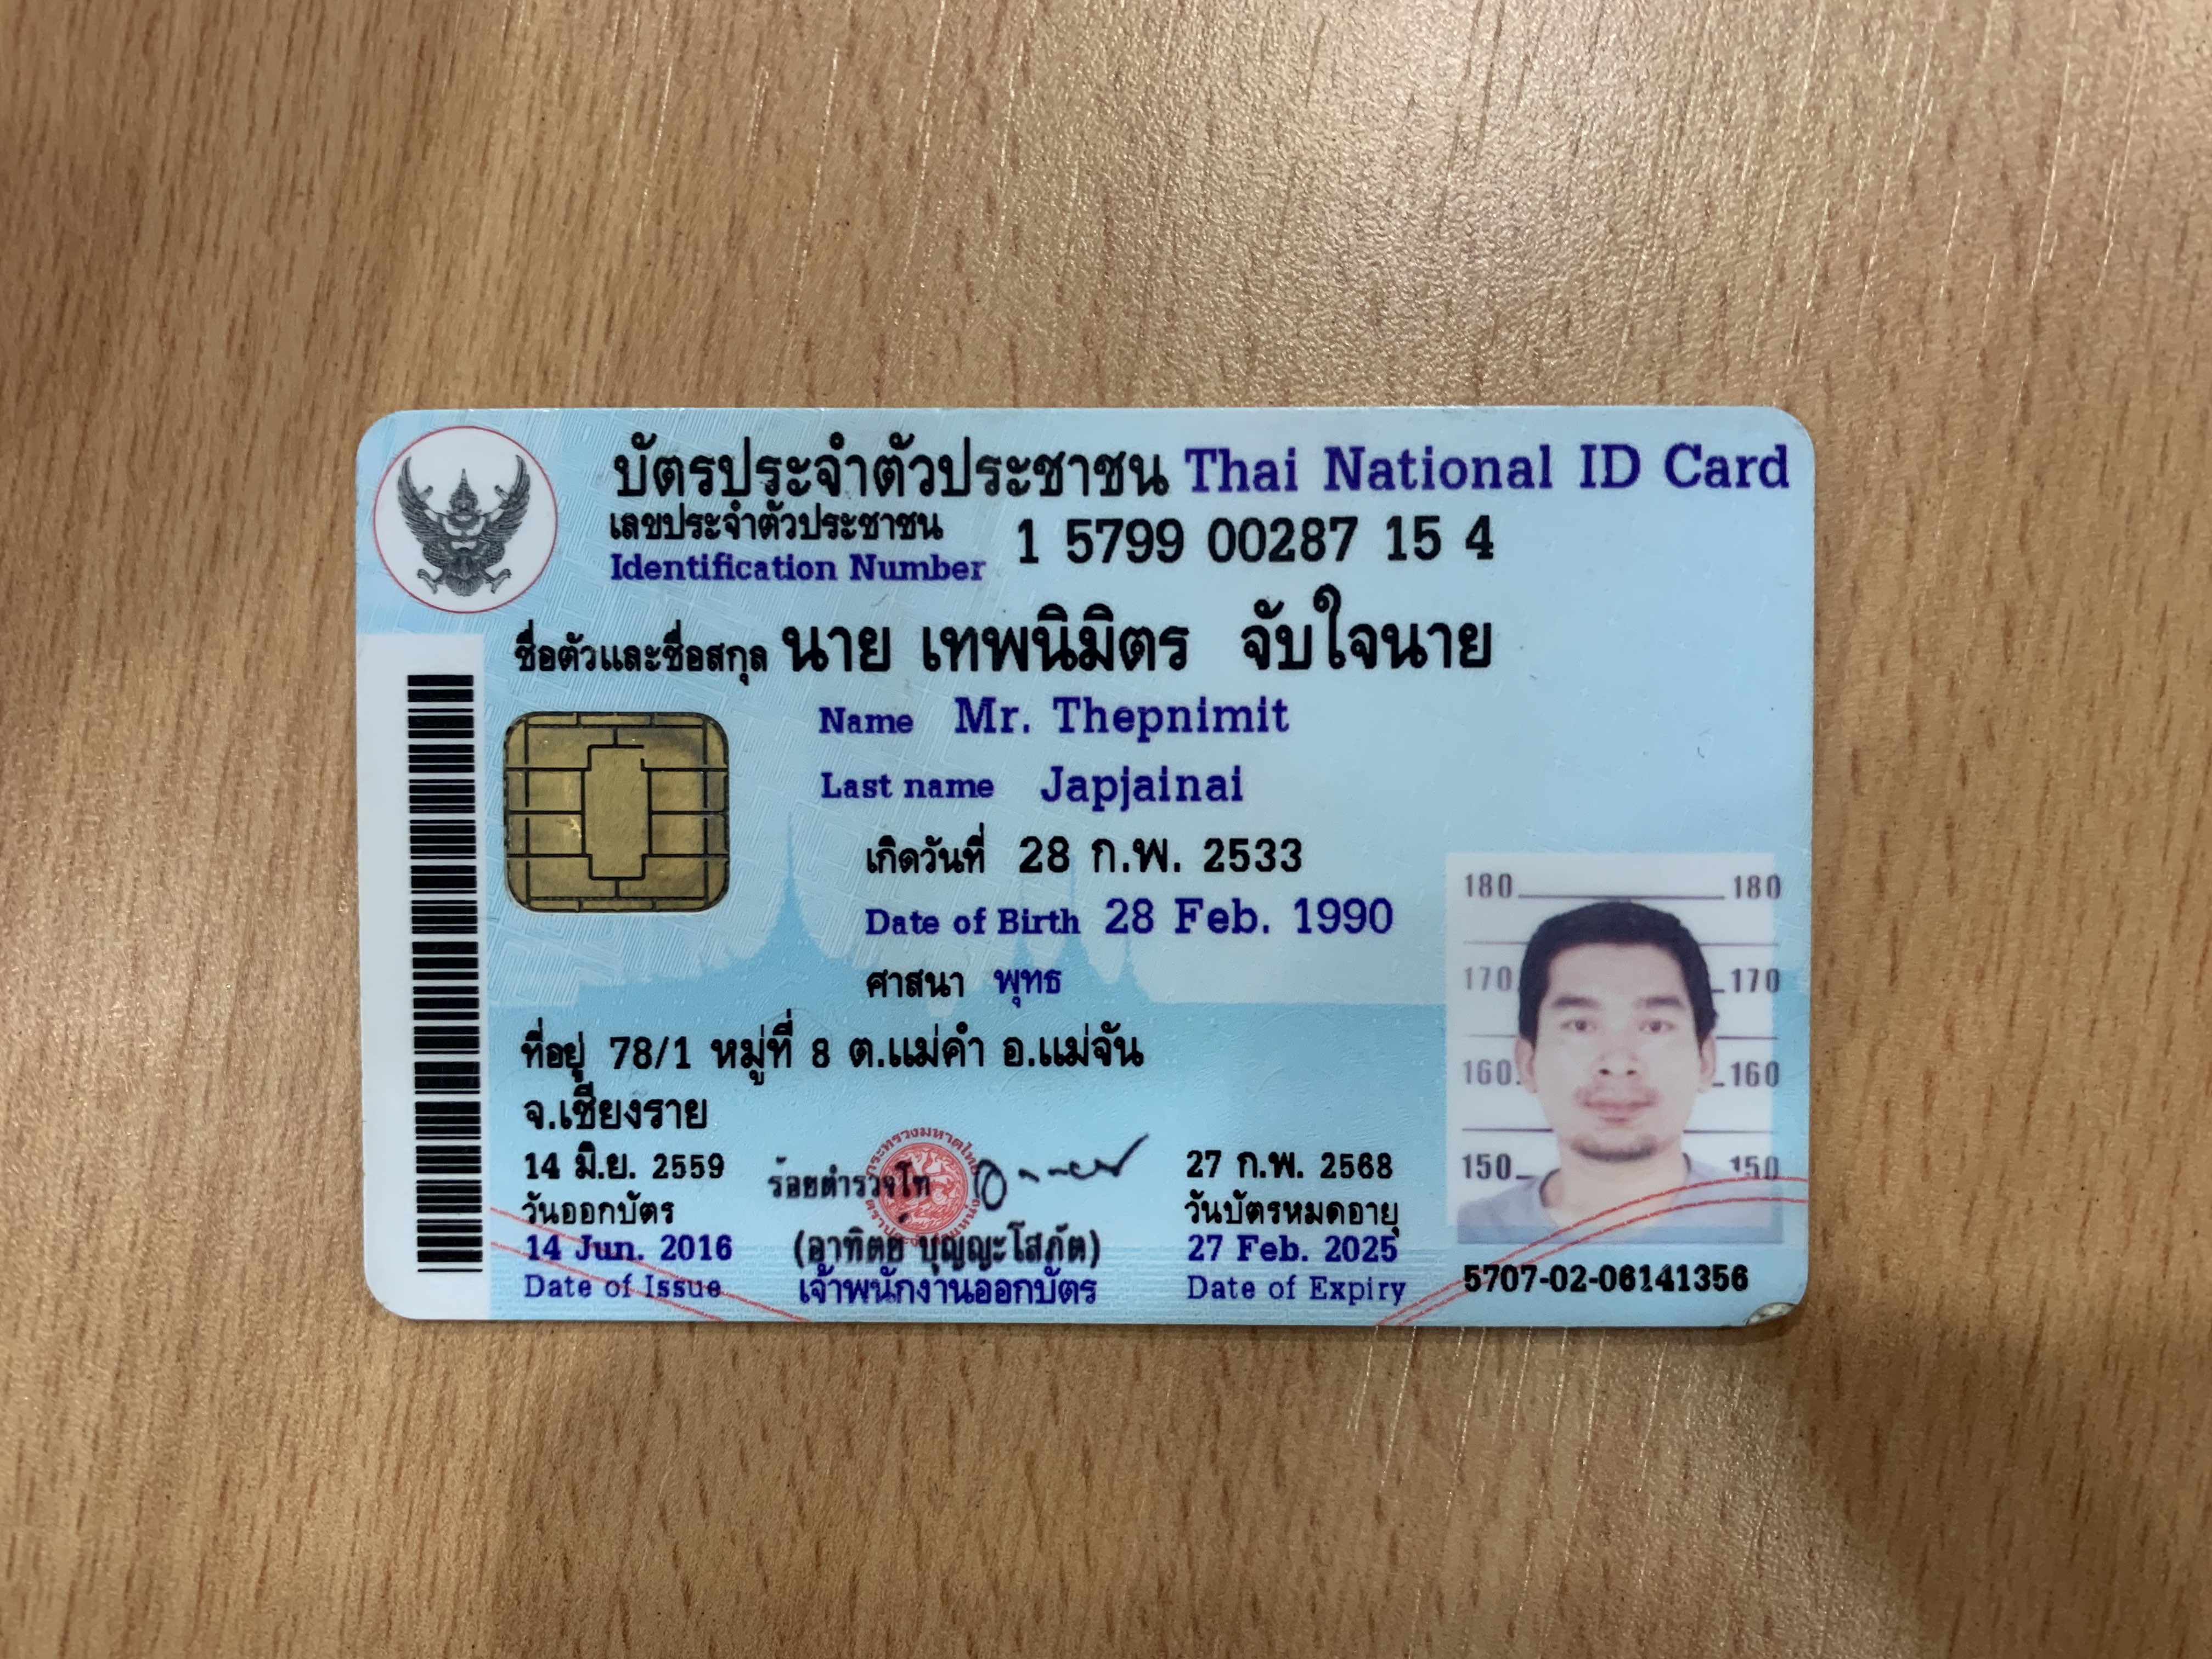 บัตรประจำตัวประชาชน Thai National ID Card
เลขประจำตัวประชาชน
Identification Number 1 5799 00287 15 4
ชื่อตัวและชื่อสกุล นาย เทพนิมิตร จับใจนาย
Name Mr. Thepnimit
Last name Japjainai
เกิดวันที่ 28 ก.พ. 2533
Date of Birth 28 Feb. 1990
ศาสนา พุทธ
ที่อยู่ 78/1 หมู่ที่ 8 ต.แม่คำ อ.แม่จัน
จ.เชียงราย
14 มิ.ย. 2559
วันออกบัตร
14 Jun. 2016
Date of Issue
ร้อยตำรวจโท
(อาทิตย์ บุญญะโสภัต)
เจ้าพนักงานออกบัตร
27 ก.พ. 2568
วันบัตรหมดอายุ
27 Feb. 2025
Date of Expiry
180 180
170 170
160 160
150 150
5707-02-06141356